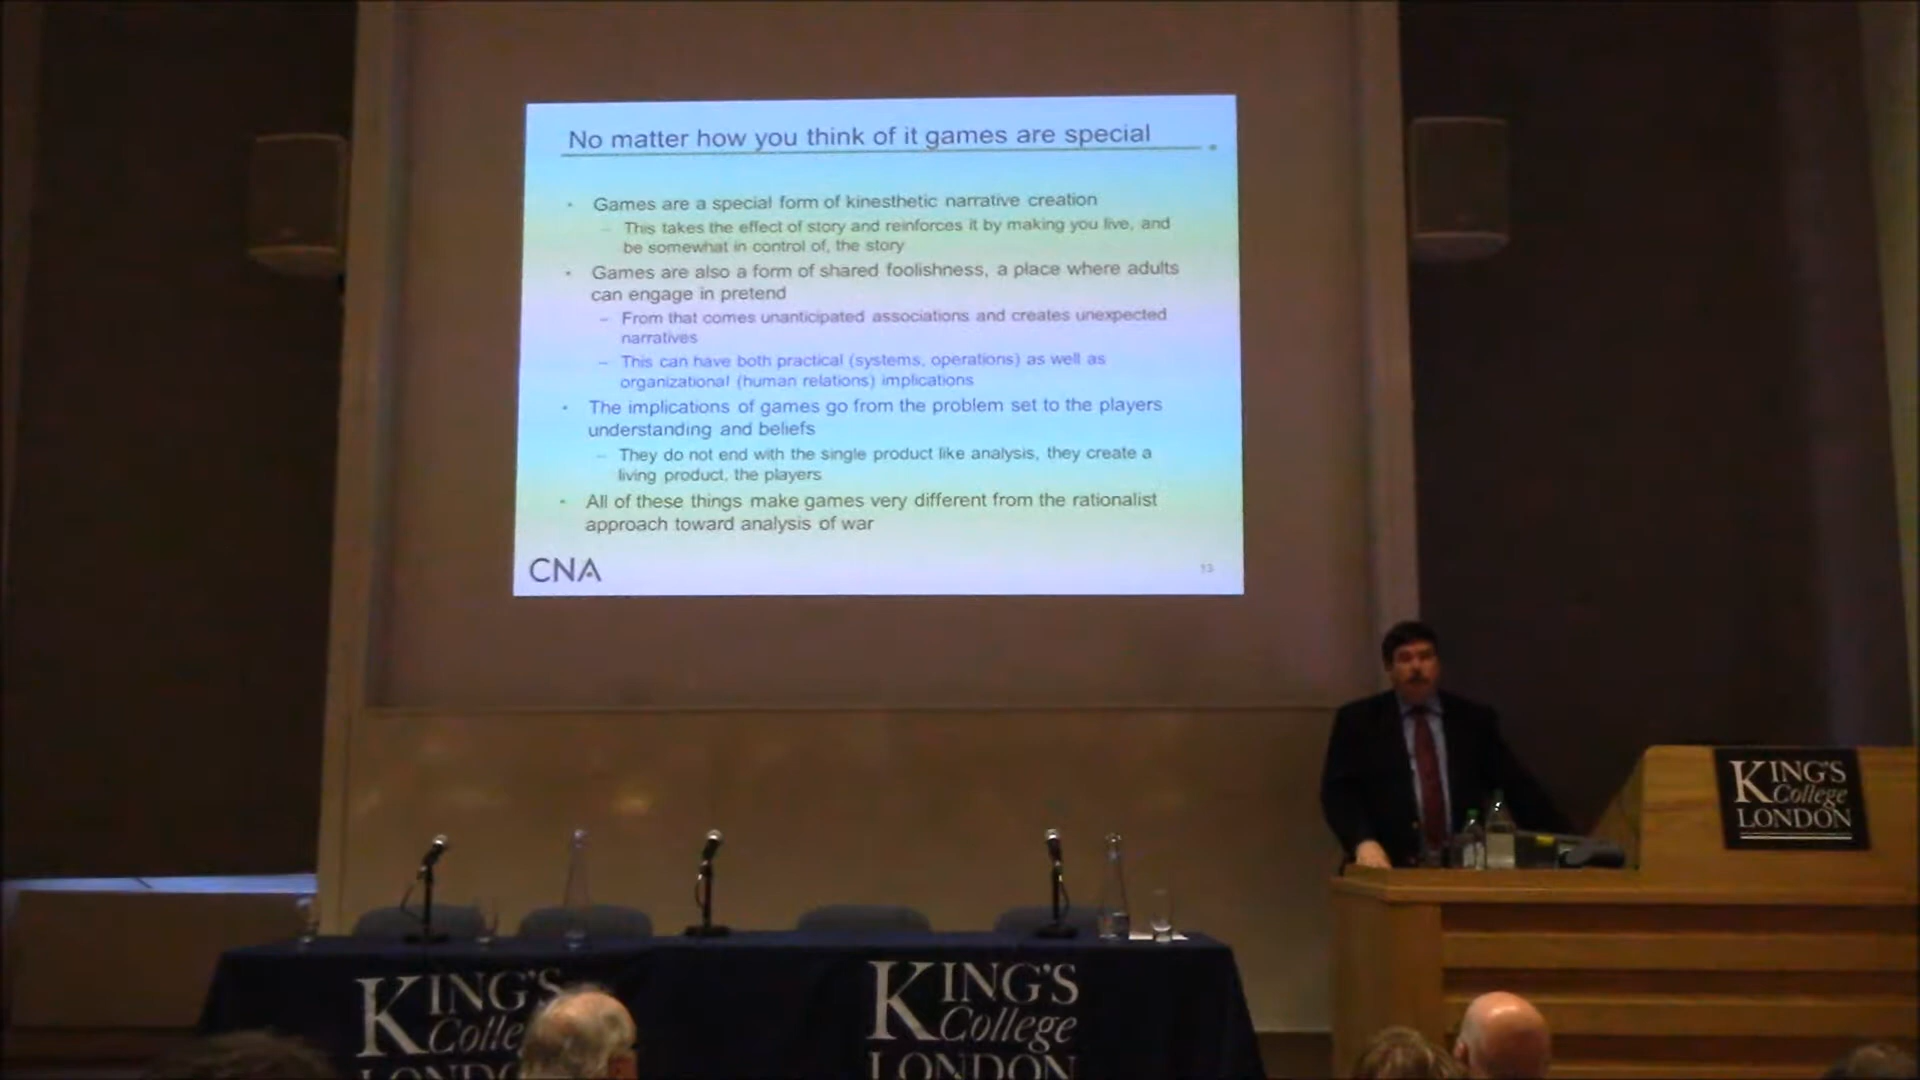 No matter how you think of it games are special
Games are a special form of kinesthetic narrative creation
This takes the effect of story and reinforces it by making you live, and
be somewhat in control of, the story
Games are also a form of shared foolishness, a place where adults
can engage in pretend
From that comes unanticipated associations and creates unexpected
narratives
This can have both practical (systems, operations) as well as
organizational (human relations) implications
The implications of games go from the problem set to the players
understanding and beliefs
They do not end with the single product like analysis, they create a
living product, the players
All of these things make games very different from the rationalist
approach toward analysis of war
CNA
13
KING'S
College
LONDON
KING'S
Colle
LONDO
KING'S
College
LONDON